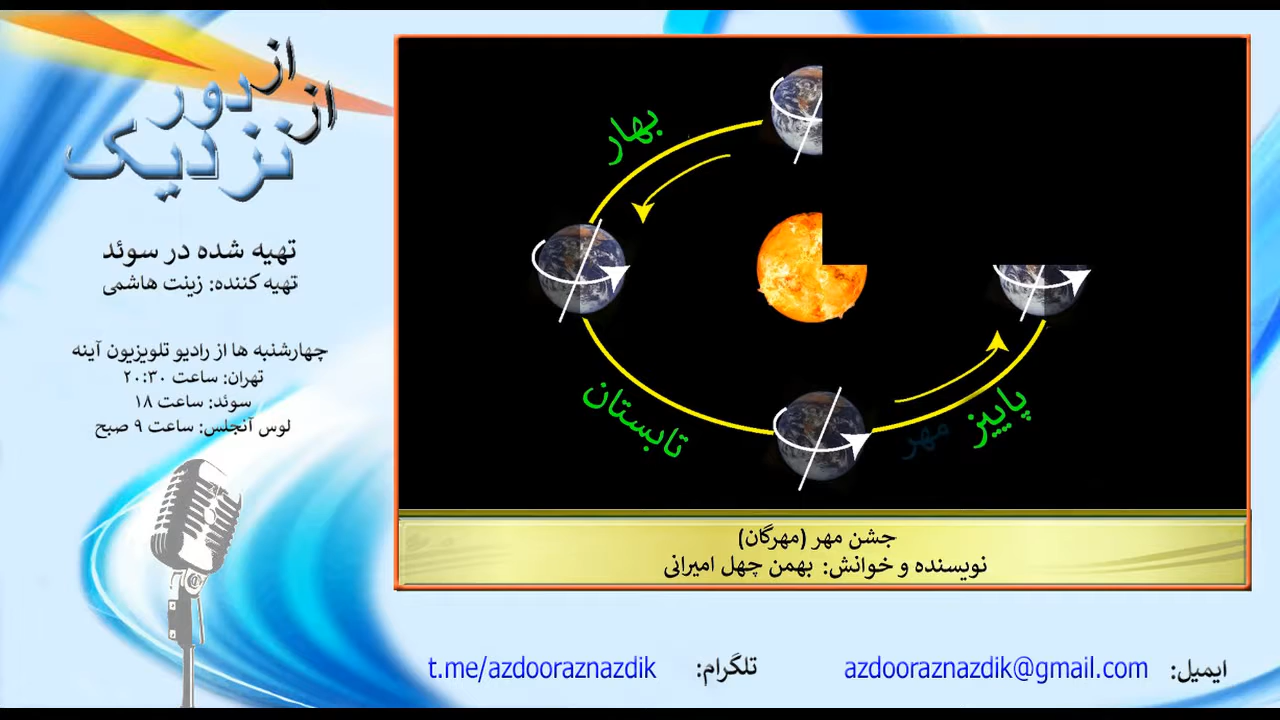 از دور
از نزدیک
تهیه شده در سوئد
تهیه کننده: زینت هاشمی
چهارشنبه ها از رادیو تلویزیون آینه
تهران: ساعت ۲۰:۳۰
سوئد: ساعت ۱۸
لوس آنجلس: ساعت ۹ صبح
بهار
تابستان
پاییز
مهر
جشن مهر (مهرگان)
نویسنده و خوانش: بهمن چهل امیرانی
ایمیل: azdooraznazdik@gmail.com
تلگرام: t.me/azdooraznazdik